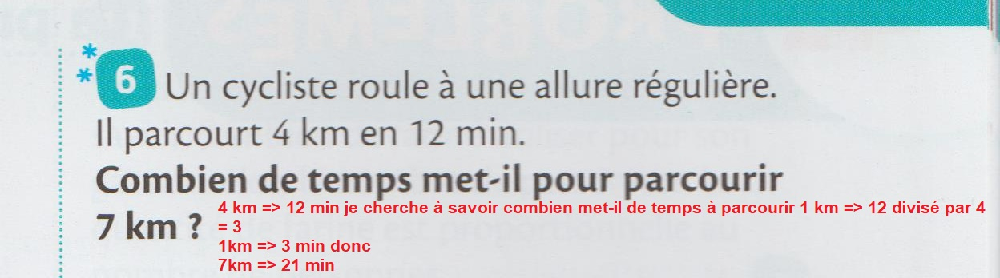 6 Un cycliste roule à une allure régulière.
Il parcourt 4 km en 12 min.
Combien de temps met-il pour parcourir
7 km ?
4 km => 12 min je cherche à savoir combien met-il de temps à parcourir 1 km => 12 divisé par 4
= 3
1km => 3 min donc
7km => 21 min